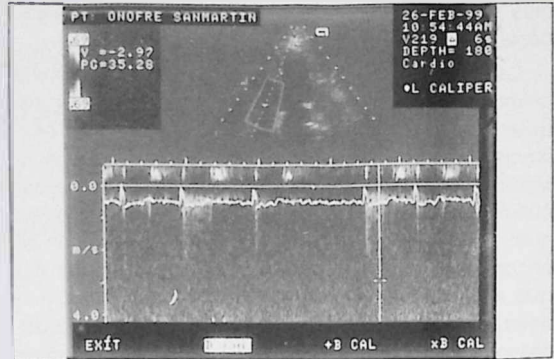 PT ONOFRE SANMARTIN
V =-2.97
PG=35.28
26-FEB-99
10:54:44AM
V219 6s
DEPTH= 180
Cardio
•L CALIPER
0.0
m/s
4.0
EXÍT
+B CAL
xB CAL